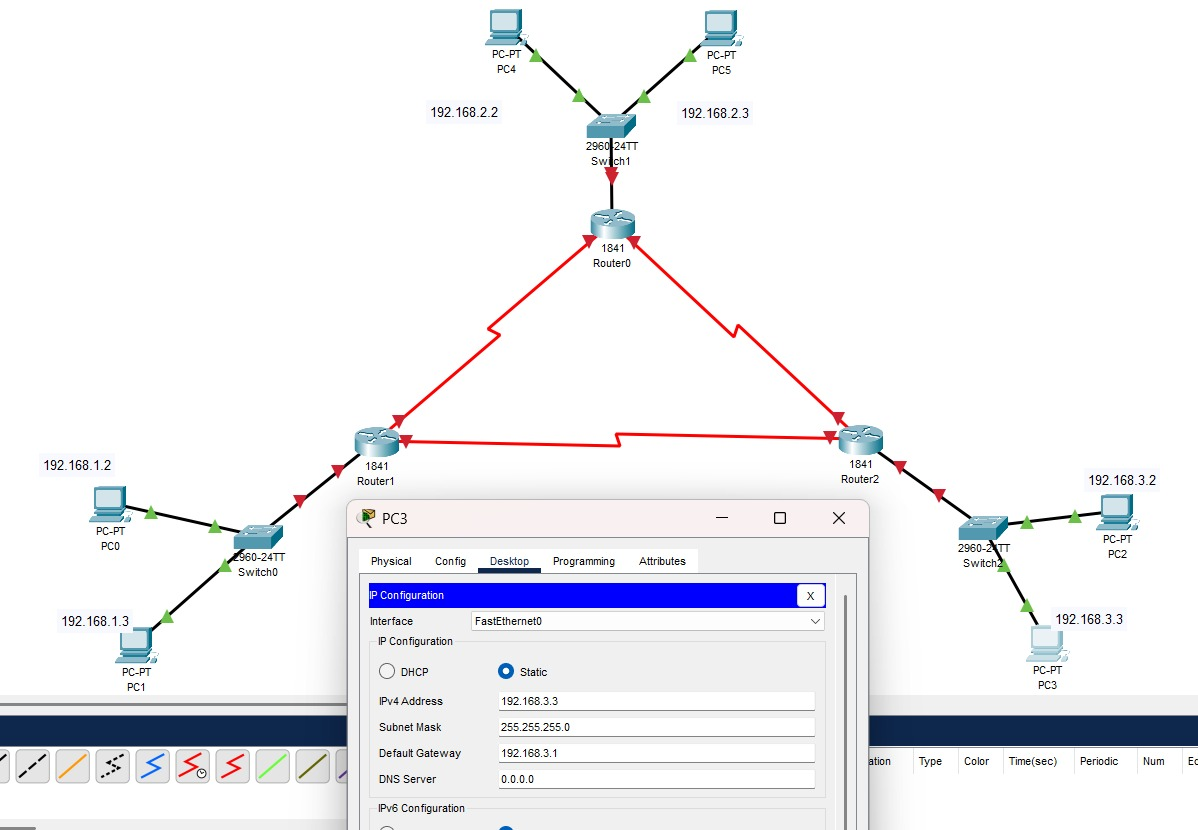 PC-PT
PC4
PC-PT
PC5
192.168.2.2
192.168.2.3
2960-24TT
Switch1
1841
Router0
192.168.1.2
1841
Router1
1841
Router2
192.168.3.2
PC-PT
PC0
2960-24TT
Switch0
2960-24TT
Switch2
PC-PT
PC2
192.168.1.3
PC-PT
PC1
192.168.3.3
PC-PT
PC3
PC3
Physical
Config
Desktop
Programming
Attributes
IP Configuration
X
Interface
FastEthernet0
IP Configuration
DHCP
Static
IPv4 Address
192.168.3.3
Subnet Mask
255.255.255.0
Default Gateway
192.168.3.1
DNS Server
0.0.0.0
IPv6 Configuration
ation
Type
Color
Time(sec)
Periodic
Num